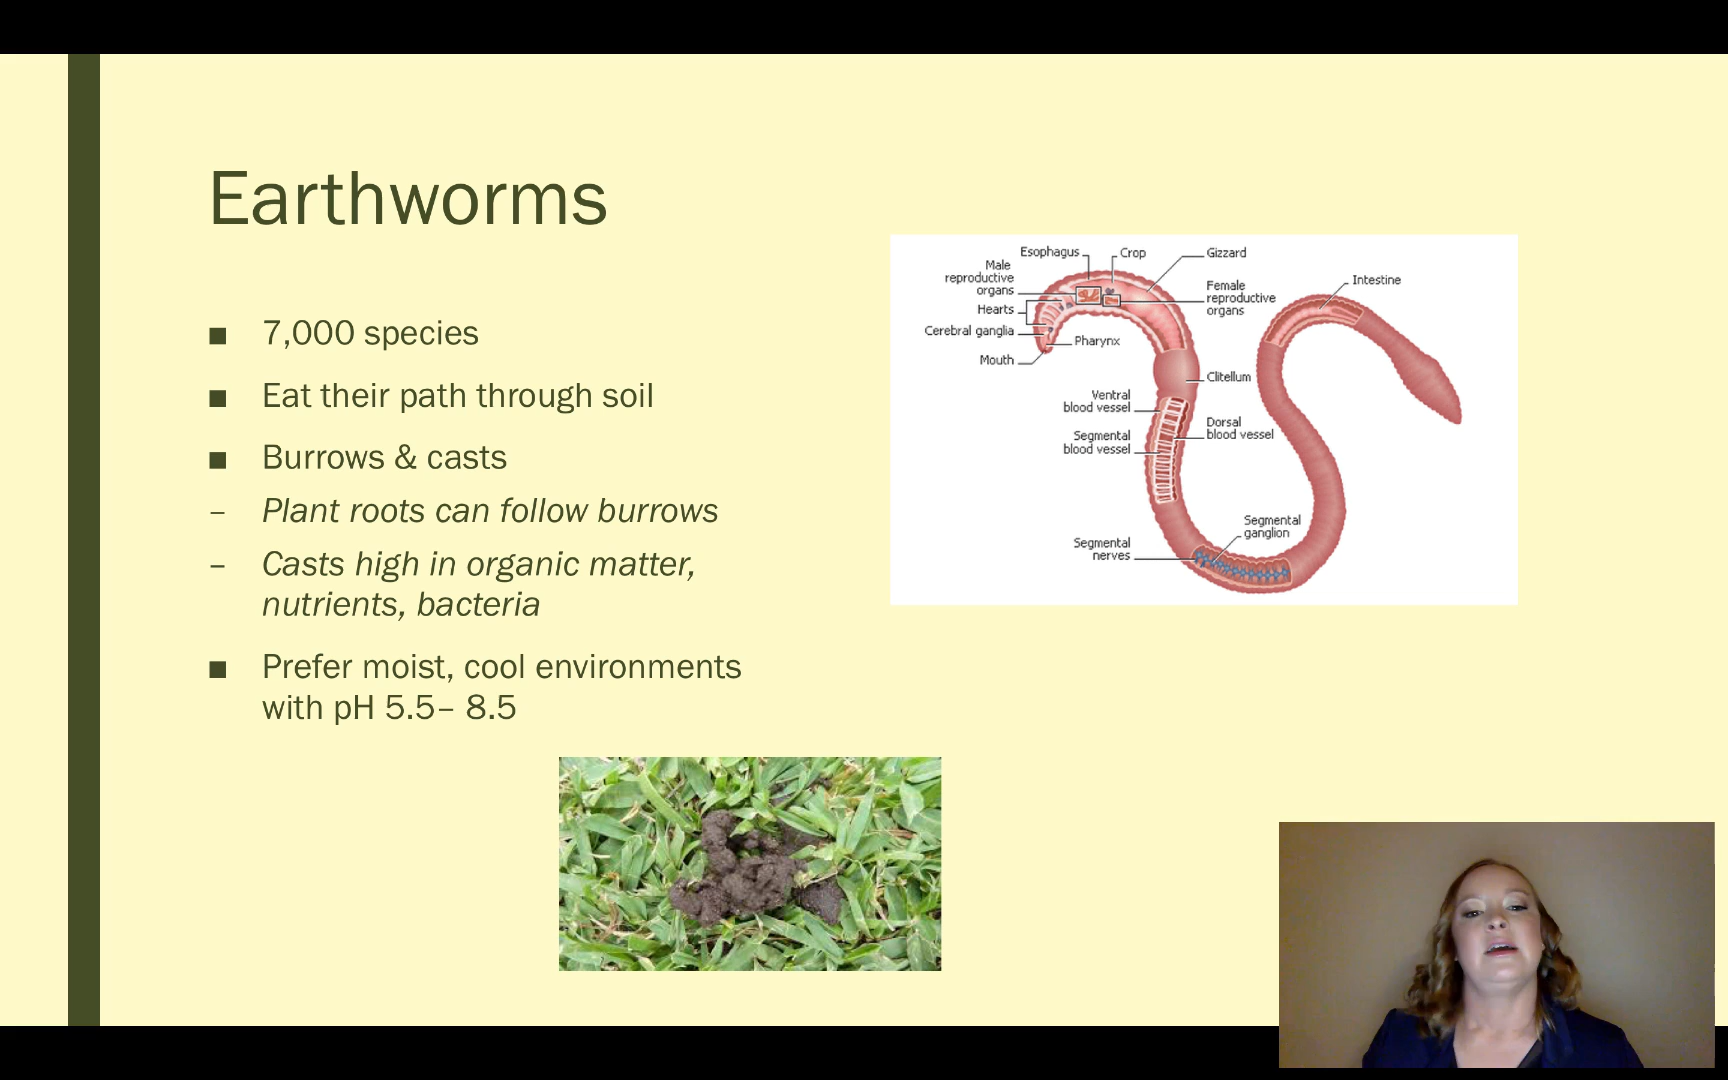 Earthworms
■ 7,000 species
■ Eat their path through soil
■ Burrows & casts
– Plant roots can follow burrows
– Casts high in organic matter,
nutrients, bacteria
■ Prefer moist, cool environments
with pH 5.5– 8.5
Esophagus
Crop
Gizzard
Male
reproductive
organs
Female
reproductive
organs
Intestine
Hearts
Cerebral ganglia
Pharynx
Mouth
Clitellum
Ventral
blood vessel
Dorsal
blood vessel
Segmental
blood vessel
Segmental
ganglion
Segmental
nerves